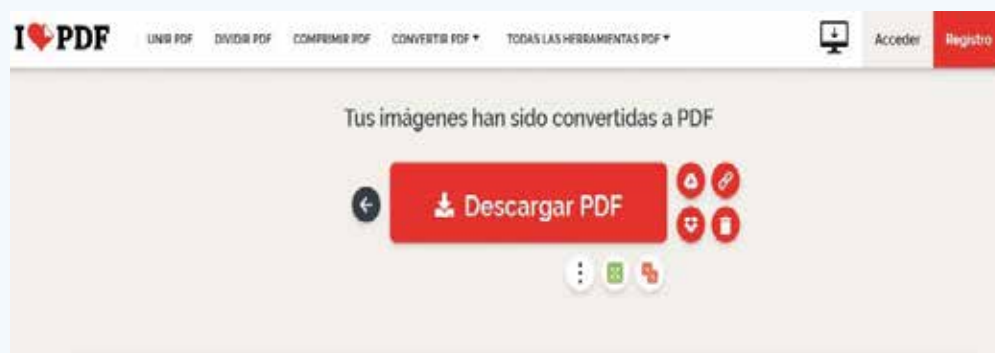 I❤PDF UNIR PDF DIVIDIR PDF COMPRIMIR PDF CONVERTIR PDF TODAS LAS HERRAMIENTAS PDF Acceder Registro
Tus imágenes han sido convertidas a PDF
Descargar PDF